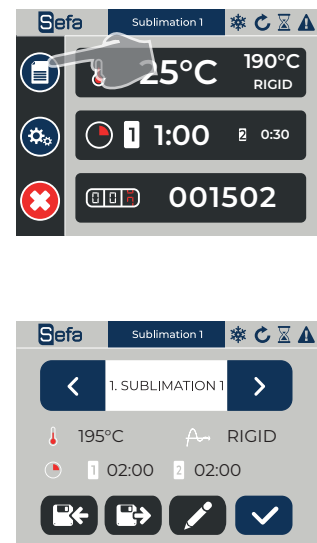 Sefa Sublimation 1
25°C 190°C
RIGID
1 1:00 2 0:30
001 001502
Sefa Sublimation 1
1. SUBLIMATION 1
195°C RIGID
1 02:00 2 02:00